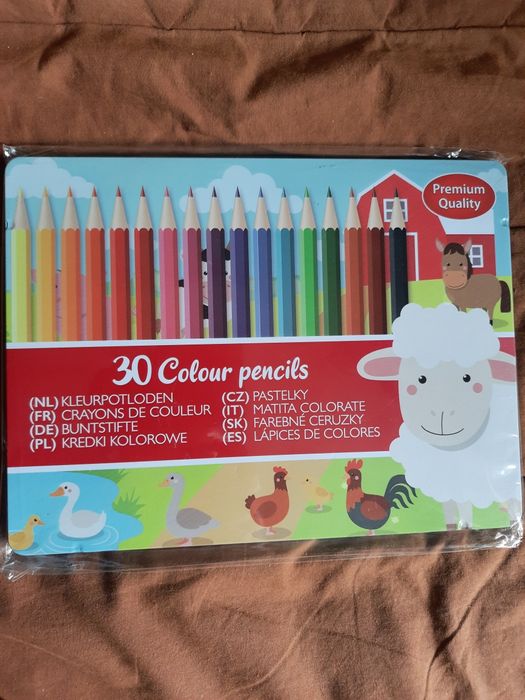 Premium
Quality
30 Colour pencils
(NL) KLEURPOTLODEN
(FR) CRAYONS DE COULEUR
(DE) BUNTSTIFTE
(PL) KREDKI KOLOROWE
(CZ) PASTELKY
(IT) MATITA COLORATE
(SK) FAREBNÉ CERUZKY
(ES) LÁPICES DE COLORES